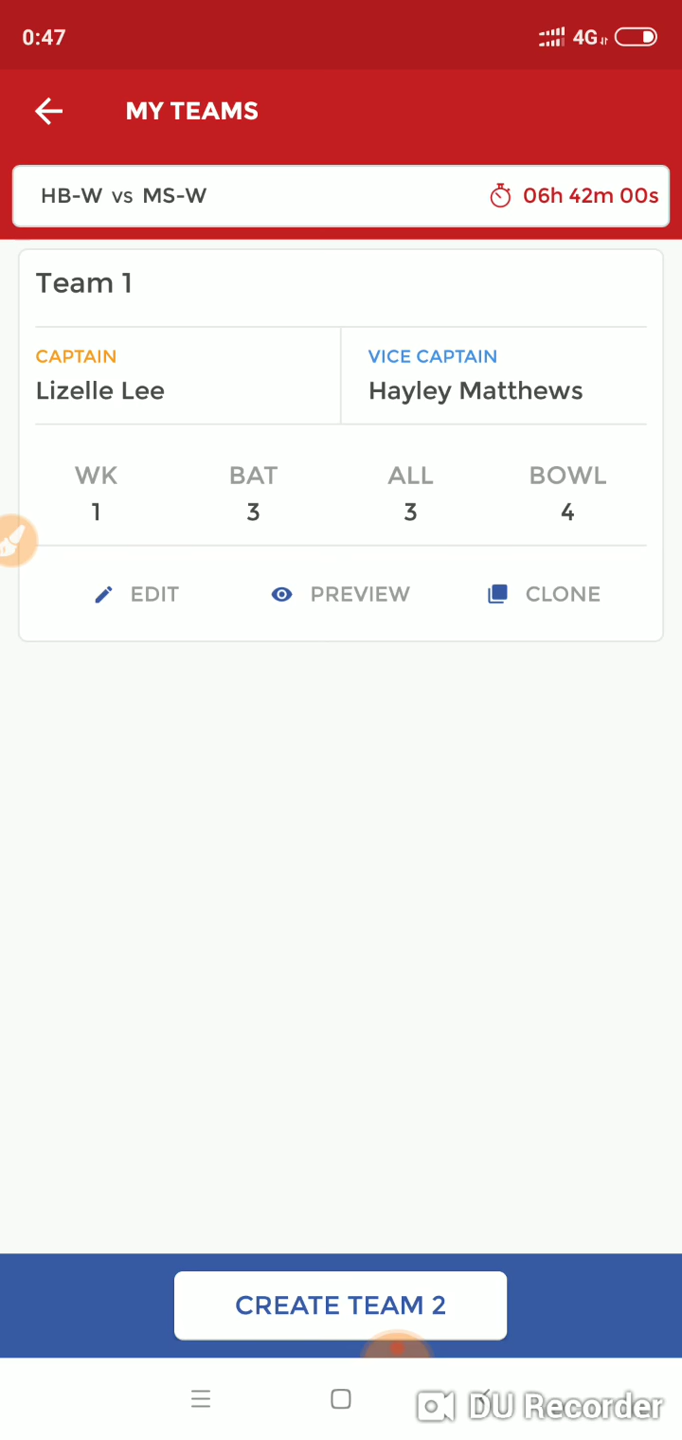 0:47 4G
MY TEAMS
HB-W vs MS-W 06h 42m 00s
Team 1
CAPTAIN VICE CAPTAIN
Lizelle Lee Hayley Matthews
WK BAT ALL BOWL
1 3 3 4
EDIT PREVIEW CLONE
CREATE TEAM 2
DU Recorder